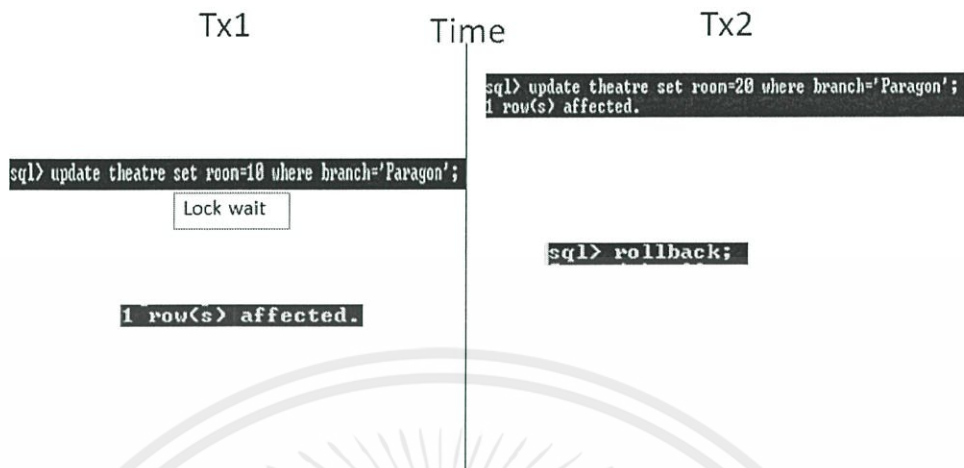 Tx1
Time
Tx2
sql> update theatre set room=20 where branch='Paragon';
1 row(s) affected.
sql> update theatre set room=10 where branch='Paragon';
Lock wait
sql> rollback;
1 row(s) affected.